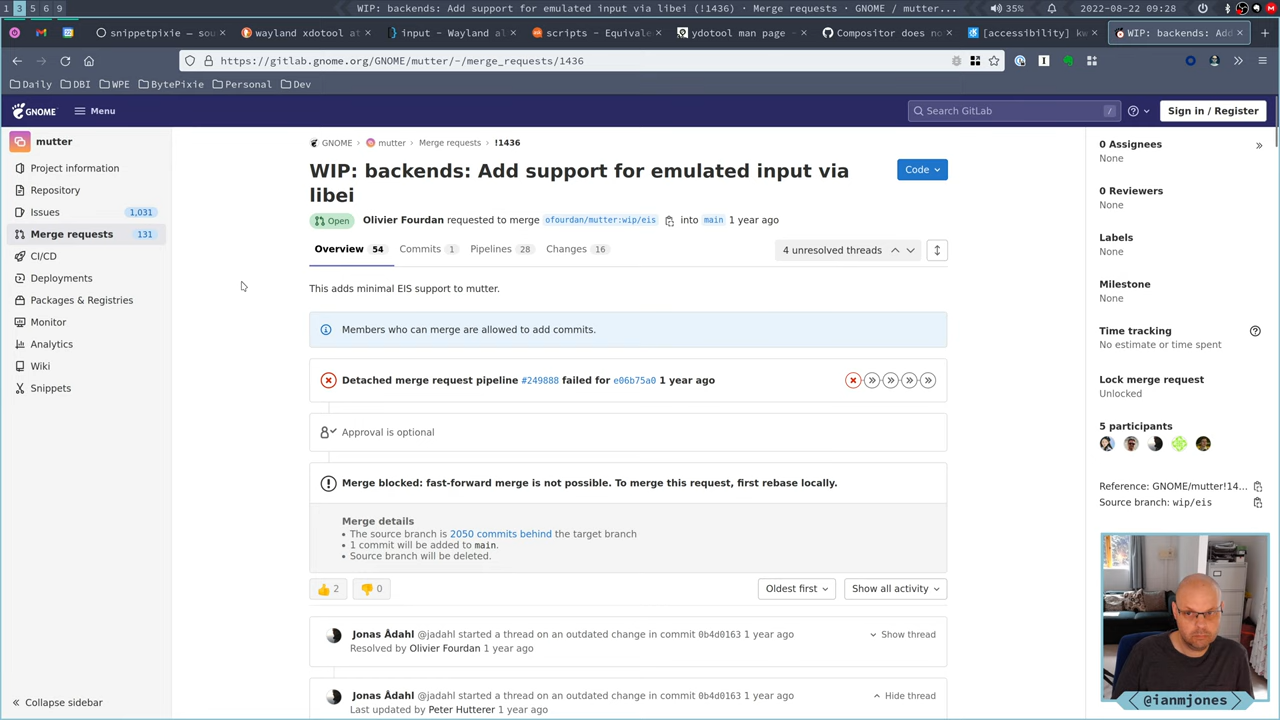 1 3 5 6 9
WIP: backends: Add support for emulated input via libei (!1436) · Merge requests · GNOME / mutter...
35%
2022-08-22 09:28
snippetpixie — sou
wayland xdotool at
input - Wayland al
scripts - Equivale
ydotool man page
Compositor does no
[accessibility] kw
WIP: backends: Add
https://gitlab.gnome.org/GNOME/mutter/-/merge_requests/1436
Daily DBI WPE BytePixie Personal Dev
GNOME Menu
Search GitLab /
Sign in / Register
mutter
Project information
Repository
Issues 1,031
Merge requests 131
CI/CD
Deployments
Packages & Registries
Monitor
Analytics
Wiki
Snippets
Collapse sidebar
GNOME › mutter › Merge requests › !1436
WIP: backends: Add support for emulated input via
libei
Code
Open Olivier Fourdan requested to merge ofourdan/mutter:wip/eis into main 1 year ago
Overview 54 Commits 1 Pipelines 28 Changes 16
4 unresolved threads
This adds minimal EIS support to mutter.
Members who can merge are allowed to add commits.
Detached merge request pipeline #249888 failed for e06b75a0 1 year ago
Approval is optional
Merge blocked: fast-forward merge is not possible. To merge this request, first rebase locally.
Merge details
• The source branch is 2050 commits behind the target branch
• 1 commit will be added to main.
• Source branch will be deleted.
👍 2 👎 0
Oldest first
Show all activity
Jonas Ådahl @jadahl started a thread on an outdated change in commit 0b4d0163 1 year ago
Show thread
Resolved by Olivier Fourdan 1 year ago
Jonas Ådahl @jadahl started a thread on an outdated change in commit 0b4d0163 1 year ago
Hide thread
Last updated by Peter Hutterer 1 year ago
0 Assignees
None
0 Reviewers
None
Labels
None
Milestone
None
Time tracking
No estimate or time spent
Lock merge request
Unlocked
5 participants
Reference: GNOME/mutter!14...
Source branch: wip/eis
@ianmjones